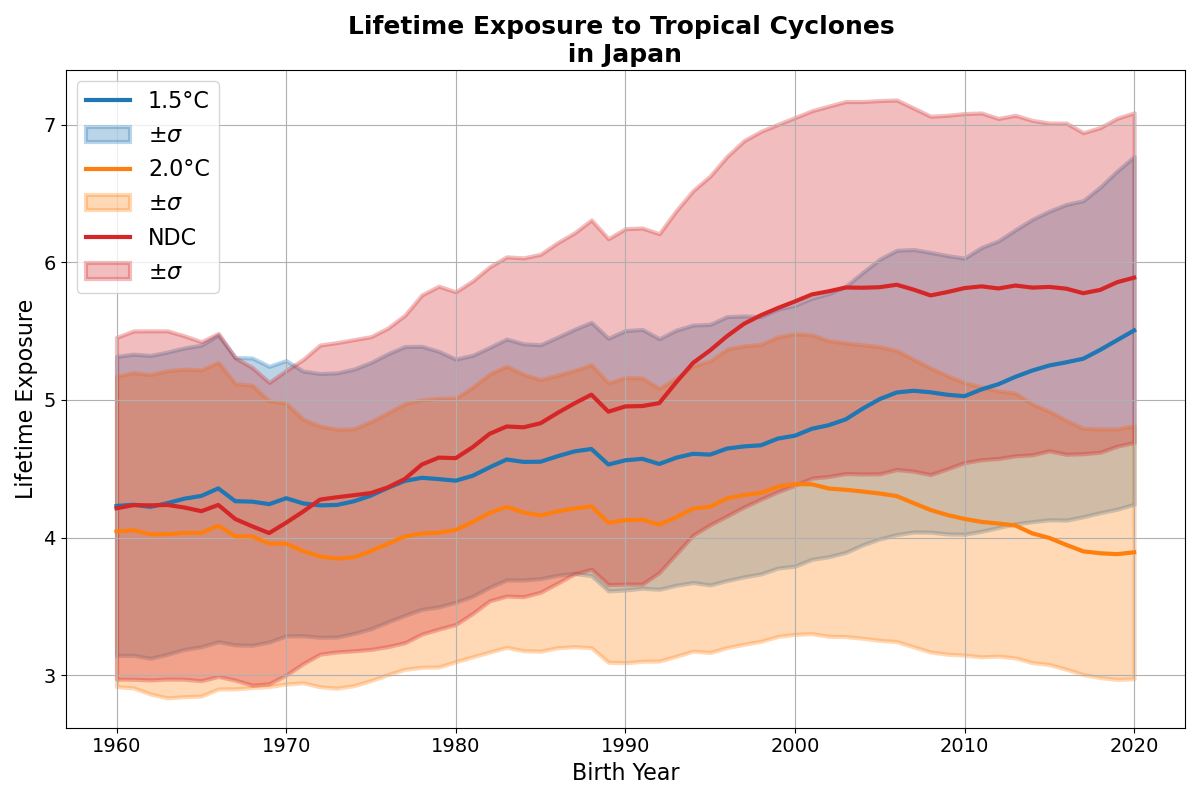 Lifetime Exposure to Tropical Cyclones
in Japan
1.5°C
±σ
2.0°C
±σ
NDC
±σ
Lifetime Exposure
7
6
5
4
3
1960 1970 1980 1990 2000 2010 2020
Birth Year